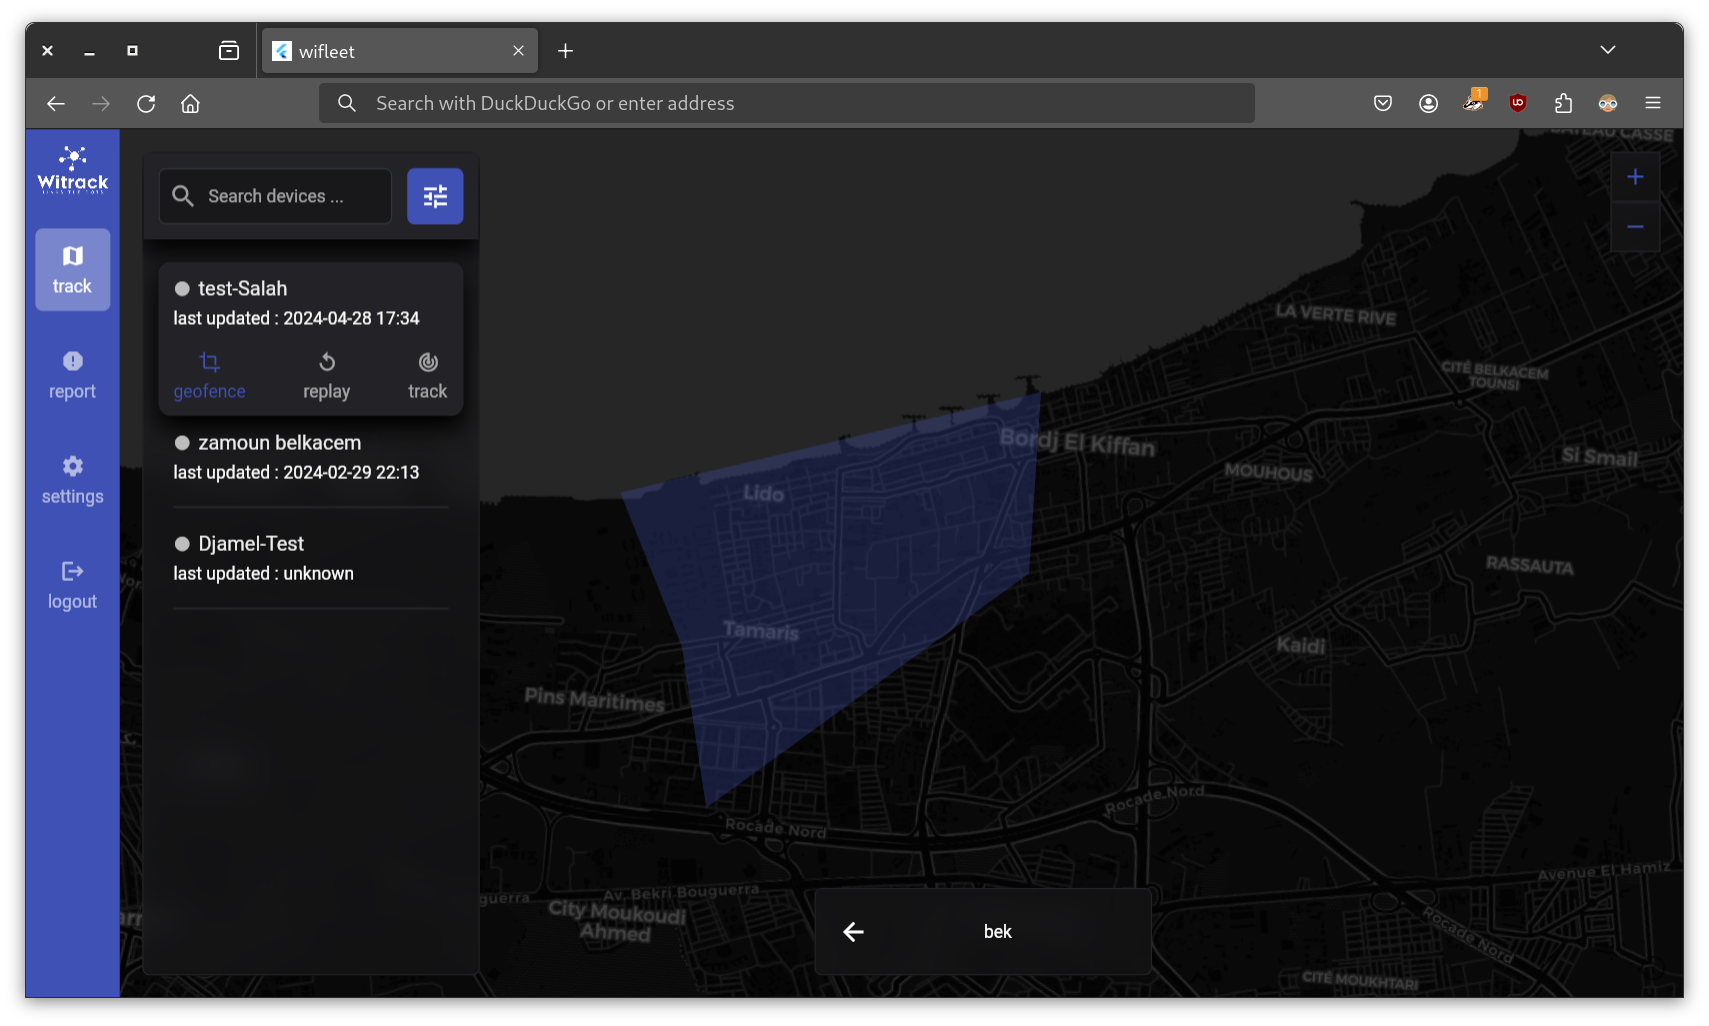 wifleet
Search with DuckDuckGo or enter address
1
Witrack
track
report
settings
logout
Search devices ...
test-Salah
last updated : 2024-04-28 17:34
geofence
replay
track
zamoun belkacem
last updated : 2024-02-29 22:13
Djamel-Test
last updated : unknown
BATEAU CASSÉ
+
−
LA VERTE RIVE
CITÉ BELKACEM
TOUNSI
Bordj El Kiffan
MOUHOUS
Si Smail
Lido
RASSAUTA
Tamaris
Kaidi
Pins Maritimes
Rocade Nord
Rocade Nord
Av. Bekri Bouguerra
guerra
City Moukoudi
Ahmed
Avenue El Hamiz
Rocade Nord
CITÉ MOUKHTARI
bek